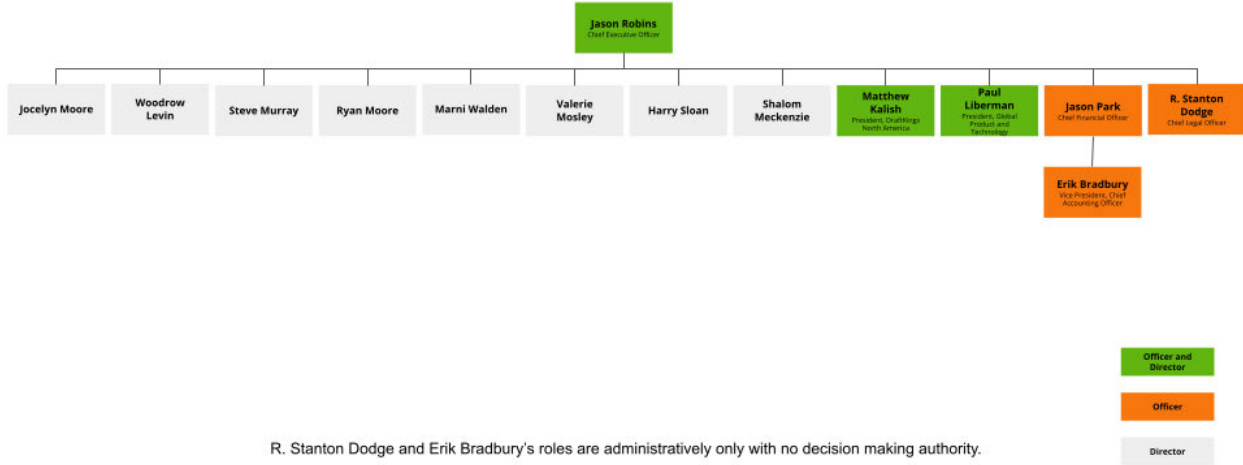 Jason Robins
Chief Executive Officer
Jocelyn Moore
Woodrow
Levin
Steve Murray
Ryan Moore
Marni Walden
Valerie
Mosley
Harry Sloan
Shalom
Meckenzie
Matthew
Kalish
President, DraftKings
North America
Paul
Liberman
President, Global
Product and
Technology
Jason Park
Chief Financial Officer
R. Stanton
Dodge
Chief Legal Officer
Erik Bradbury
Vice President, Chief
Accounting Officer
Officer and
Director
Officer
Director
R. Stanton Dodge and Erik Bradbury's roles are administratively only with no decision making authority.